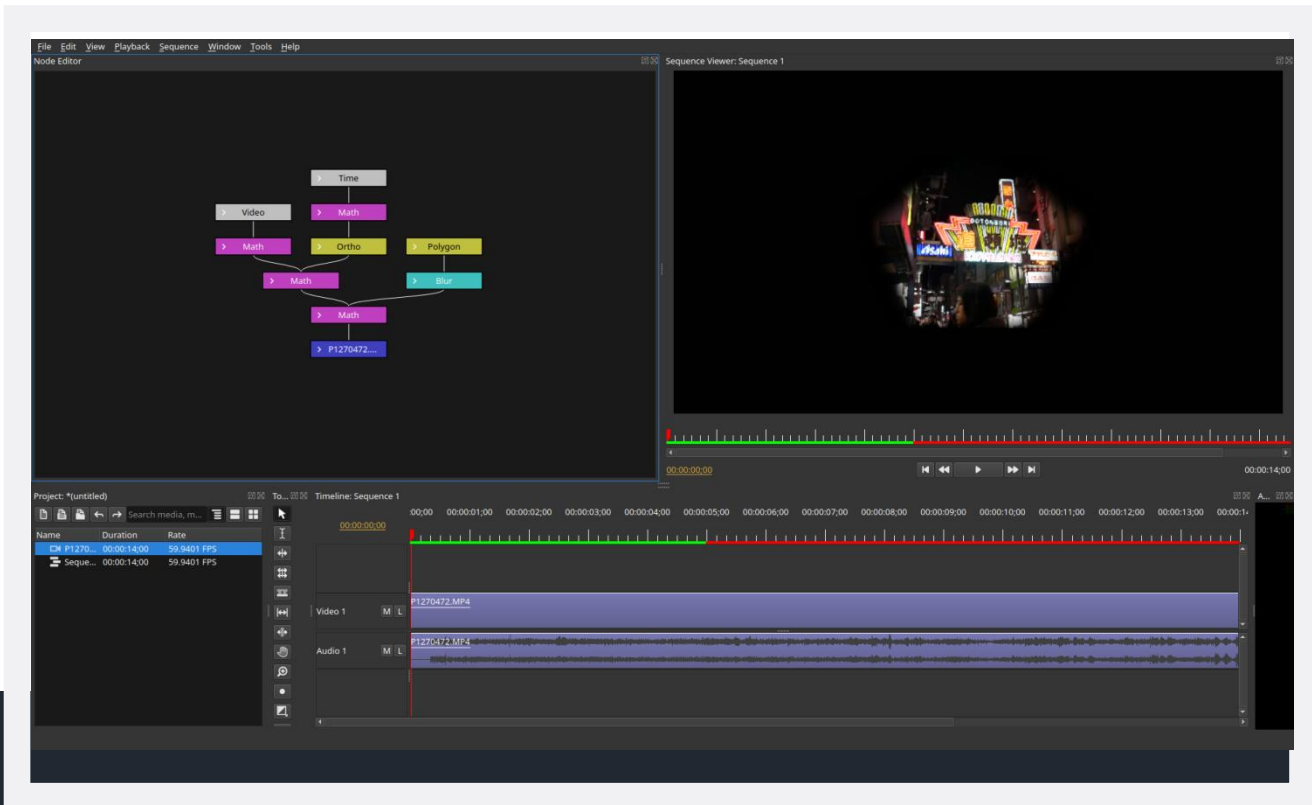 File Edit View Playback Sequence Window Tools Help
Node Editor
Sequence Viewer: Sequence 1
Time
Video
Math
Math
Ortho
Polygon
Math
Blur
Math
P1270472....
Asahi
00:00:00;00
00:00:14;00
Project: *(untitled)
Search media, m...
Name Duration Rate
P1270... 00:00:14;00 59.9401 FPS
Seque... 00:00:14;00 59.9401 FPS
To...
Timeline: Sequence 1
A...
00:00:00;00
:00;00 00:00:01;00 00:00:02;00 00:00:03;00 00:00:04;00 00:00:05;00 00:00:06;00 00:00:07;00 00:00:08;00 00:00:09;00 00:00:10;00 00:00:11;00 00:00:12;00 00:00:13;00 00:00:1
Video 1 M L
P1270472.MP4
Audio 1 M L
P1270472.MP4